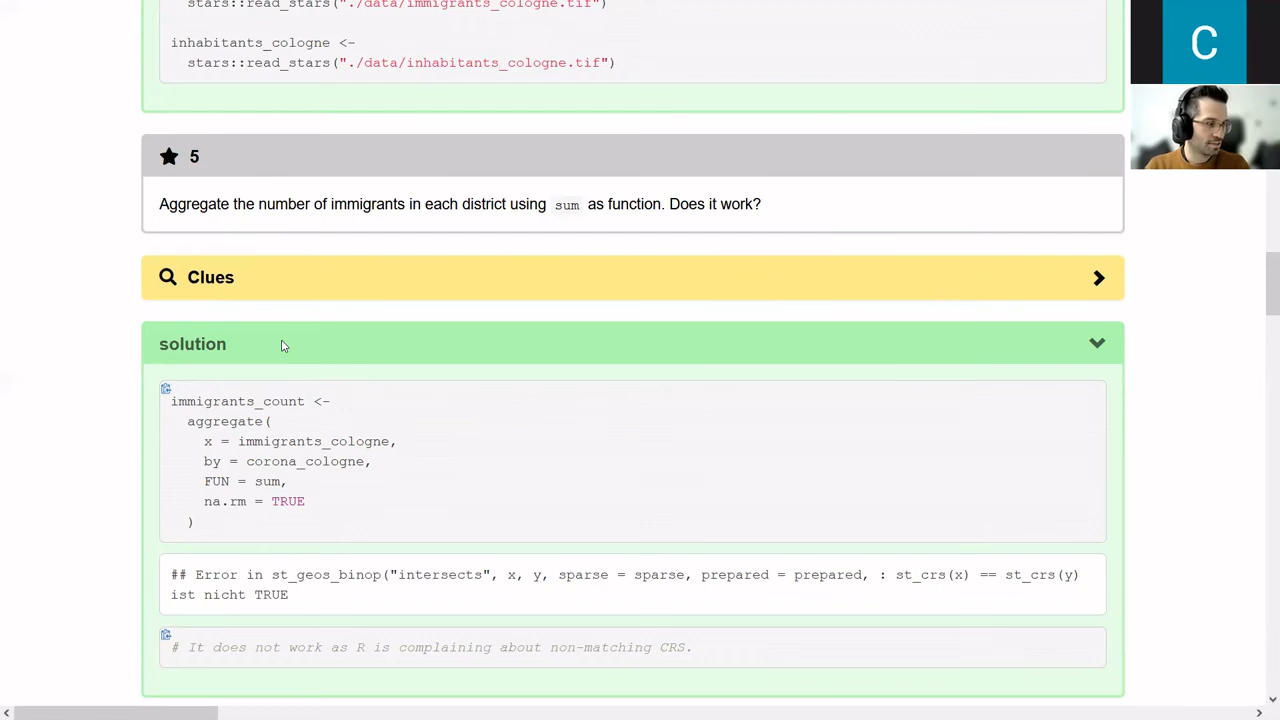 stars::read_stars("./data/immigrants_cologne.tif")
inhabitants_cologne <-
stars::read_stars("./data/inhabitants_cologne.tif")
C
5
Aggregate the number of immigrants in each district using sum as function. Does it work?
Clues
solution
immigrants_count <-
aggregate(
x = immigrants_cologne,
by = corona_cologne,
FUN = sum,
na.rm = TRUE
)
## Error in st_geos_binop("intersects", x, y, sparse = sparse, prepared = prepared, : st_crs(x) == st_crs(y)
ist nicht TRUE
# It does not work as R is complaining about non-matching CRS.